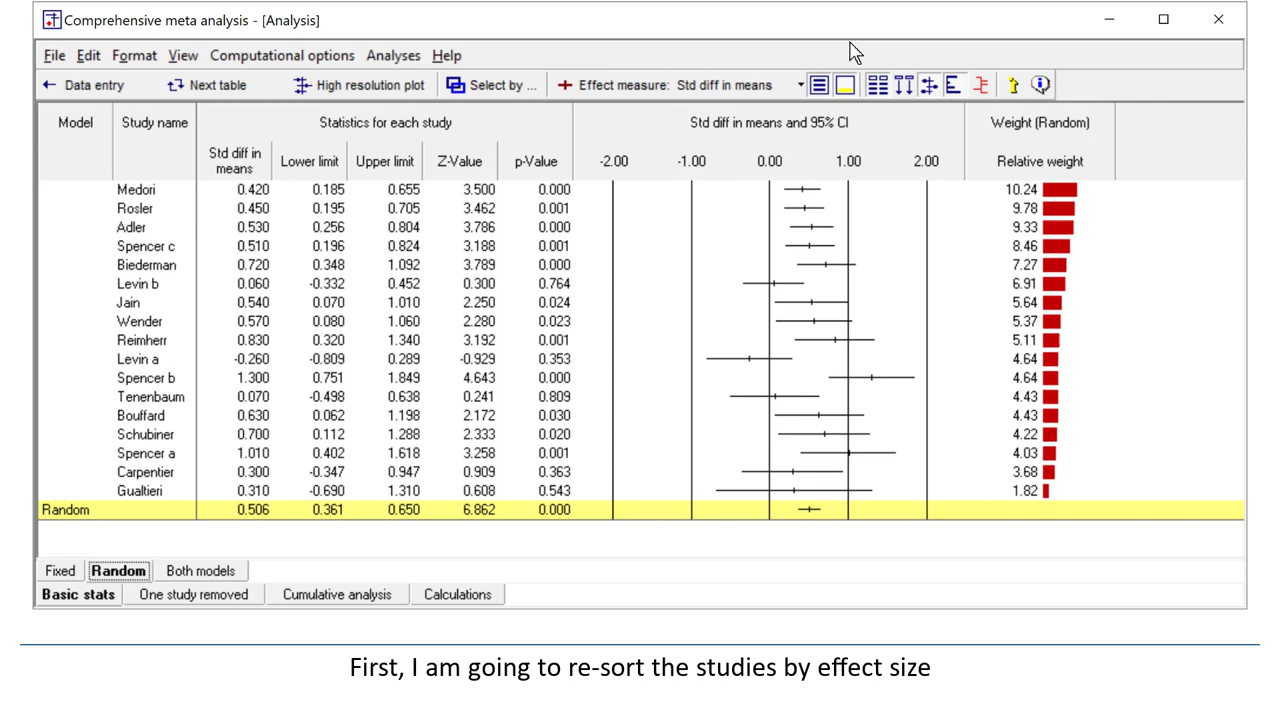 Comprehensive meta analysis - [Analysis]
File Edit Format View Computational options Analyses Help
Data entry Next table High resolution plot Select by ... Effect measure: Std diff in means
Model Study name Statistics for each study Std diff in means and 95% CI Weight (Random)
Std diff in means Lower limit Upper limit Z-Value p-Value -2.00 -1.00 0.00 1.00 2.00 Relative weight
Medori 0.420 0.185 0.655 3.500 0.000 10.24
Rosler 0.450 0.195 0.705 3.462 0.001 9.78
Adler 0.530 0.256 0.804 3.786 0.000 9.33
Spencer c 0.510 0.196 0.824 3.188 0.001 8.46
Biederman 0.720 0.348 1.092 3.789 0.000 7.27
Levin b 0.060 -0.332 0.452 0.300 0.764 6.91
Jain 0.540 0.070 1.010 2.250 0.024 5.64
Wender 0.570 0.080 1.060 2.280 0.023 5.37
Reimherr 0.830 0.320 1.340 3.192 0.001 5.11
Levin a -0.260 -0.809 0.289 -0.929 0.353 4.64
Spencer b 1.300 0.751 1.849 4.643 0.000 4.64
Tenenbaum 0.070 -0.498 0.638 0.241 0.809 4.43
Bouffard 0.630 0.062 1.198 2.172 0.030 4.43
Schubiner 0.700 0.112 1.288 2.333 0.020 4.22
Spencer a 1.010 0.402 1.618 3.258 0.001 4.03
Carpentier 0.300 -0.347 0.947 0.909 0.363 3.68
Gualtieri 0.310 -0.690 1.310 0.608 0.543 1.82
Random 0.506 0.361 0.650 6.862 0.000
Fixed Random Both models
Basic stats One study removed Cumulative analysis Calculations
First, I am going to re-sort the studies by effect size